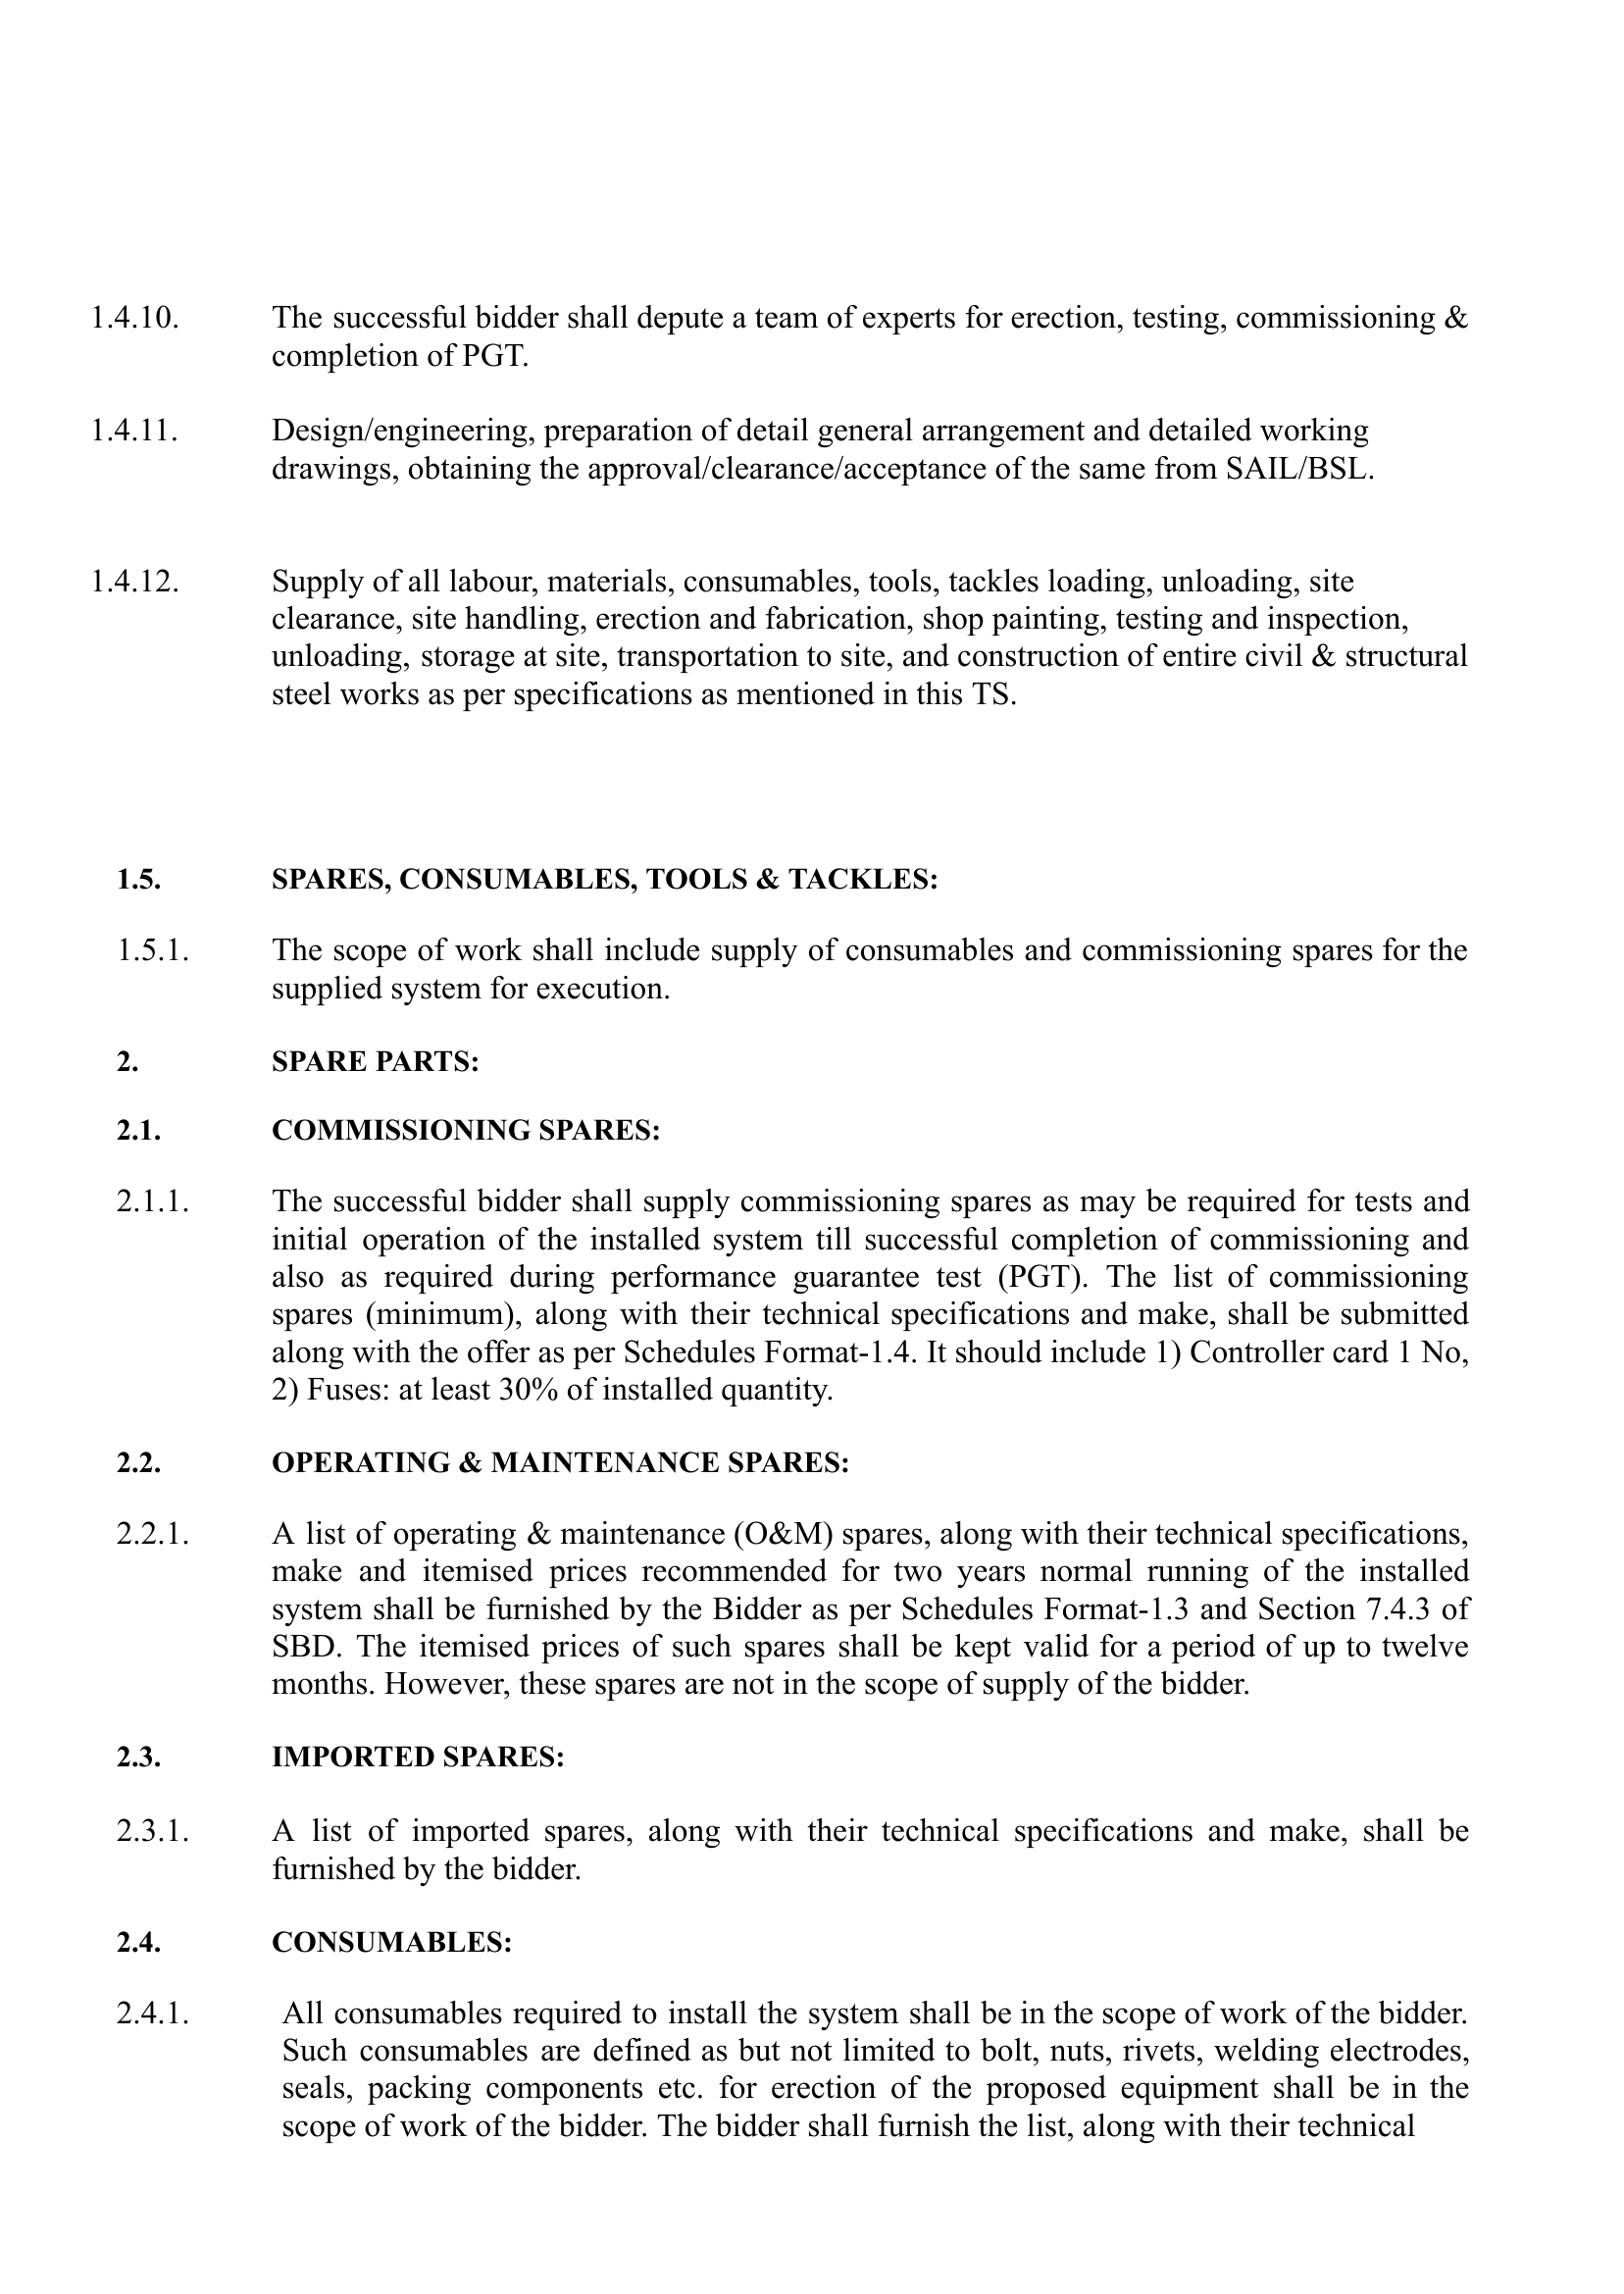 1.4.10. The successful bidder shall depute a team of experts for erection, testing, commissioning &
completion of PGT.
1.4.11. Design/engineering, preparation of detail general arrangement and detailed working
drawings, obtaining the approval/clearance/acceptance of the same from SAIL/BSL.
1.4.12. Supply of all labour, materials, consumables, tools, tackles loading, unloading, site
clearance, site handling, erection and fabrication, shop painting, testing and inspection,
unloading, storage at site, transportation to site, and construction of entire civil & structural
steel works as per specifications as mentioned in this TS.
1.5. SPARES, CONSUMABLES, TOOLS & TACKLES:
1.5.1. The scope of work shall include supply of consumables and commissioning spares for the
supplied system for execution.
2. SPARE PARTS:
2.1. COMMISSIONING SPARES:
2.1.1. The successful bidder shall supply commissioning spares as may be required for tests and
initial operation of the installed system till successful completion of commissioning and
also as required during performance guarantee test (PGT). The list of commissioning
spares (minimum), along with their technical specifications and make, shall be submitted
along with the offer as per Schedules Format-1.4. It should include 1) Controller card 1 No,
2) Fuses: at least 30% of installed quantity.
2.2. OPERATING & MAINTENANCE SPARES:
2.2.1. A list of operating & maintenance (O&M) spares, along with their technical specifications,
make and itemised prices recommended for two years normal running of the installed
system shall be furnished by the Bidder as per Schedules Format-1.3 and Section 7.4.3 of
SBD. The itemised prices of such spares shall be kept valid for a period of up to twelve
months. However, these spares are not in the scope of supply of the bidder.
2.3. IMPORTED SPARES:
2.3.1. A list of imported spares, along with their technical specifications and make, shall be
furnished by the bidder.
2.4. CONSUMABLES:
2.4.1. All consumables required to install the system shall be in the scope of work of the bidder.
Such consumables are defined as but not limited to bolt, nuts, rivets, welding electrodes,
seals, packing components etc. for erection of the proposed equipment shall be in the
scope of work of the bidder. The bidder shall furnish the list, along with their technical